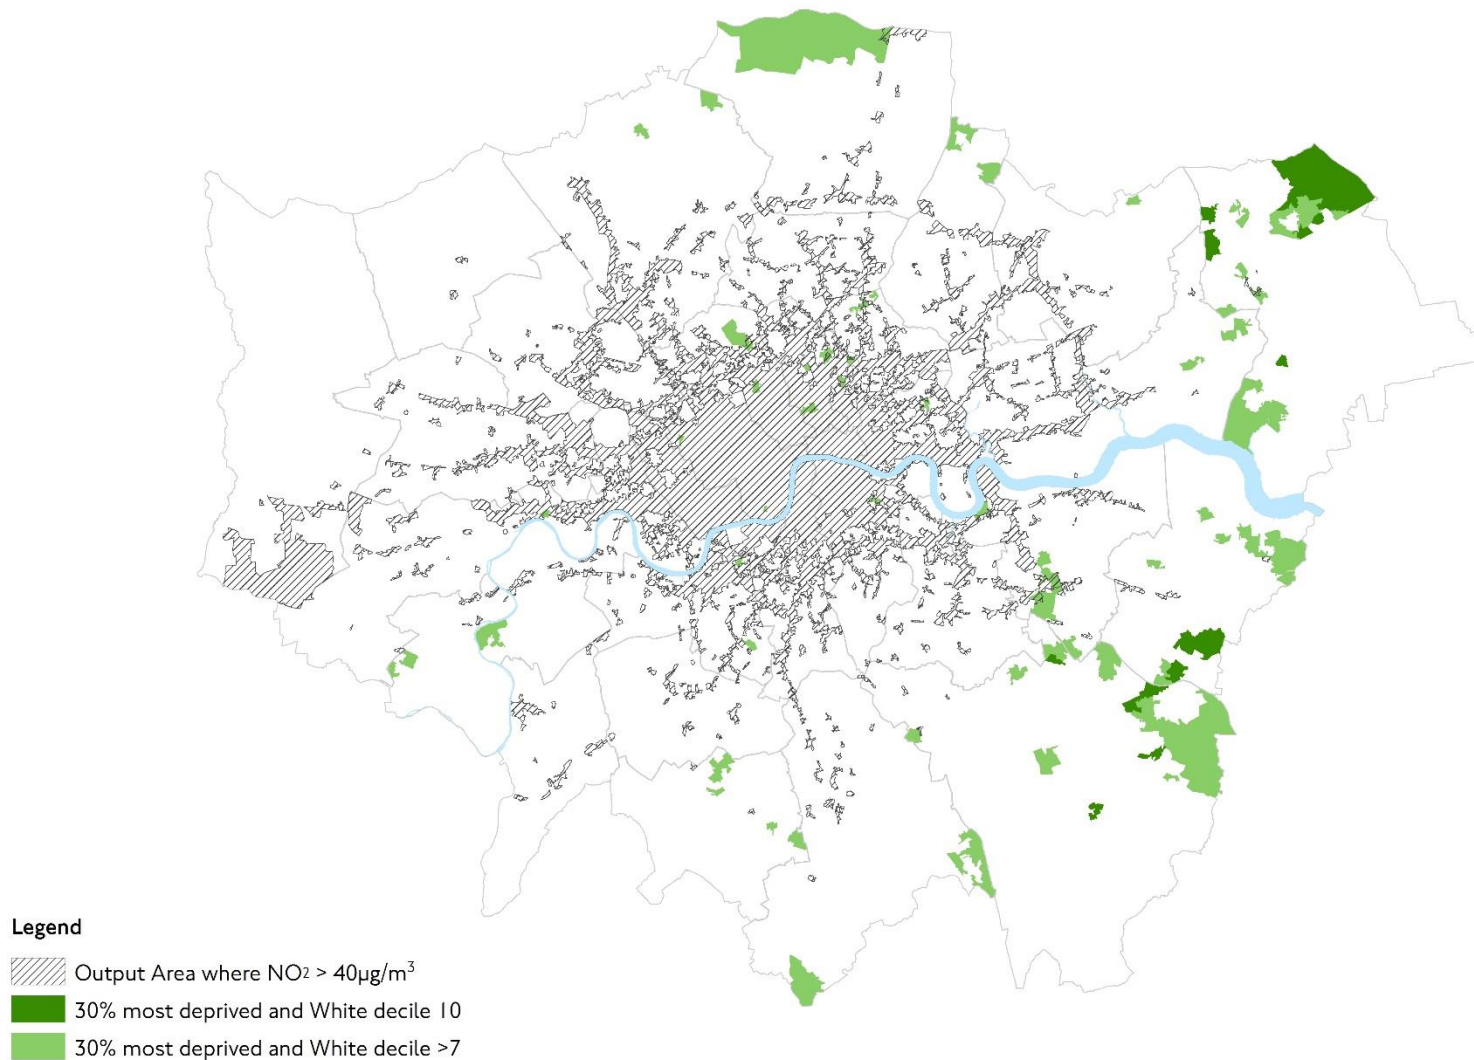 Legend
Output Area where NO2 > 40µg/m³
30% most deprived and White decile 10
30% most deprived and White decile >7